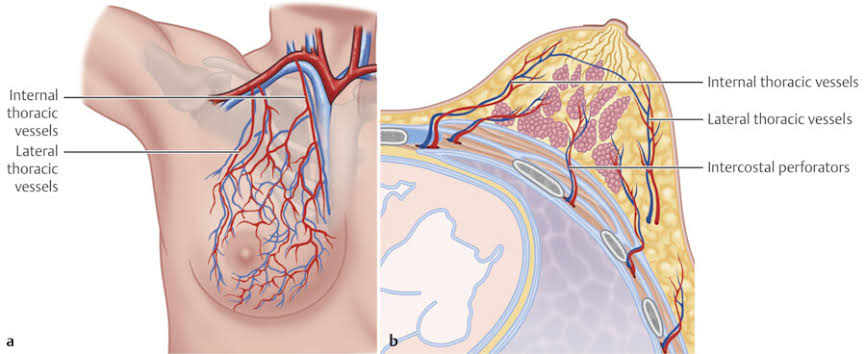 Internal
thoracic
vessels
Lateral
thoracic
vessels
a
Internal thoracic vessels
Lateral thoracic vessels
Intercostal perforators
b